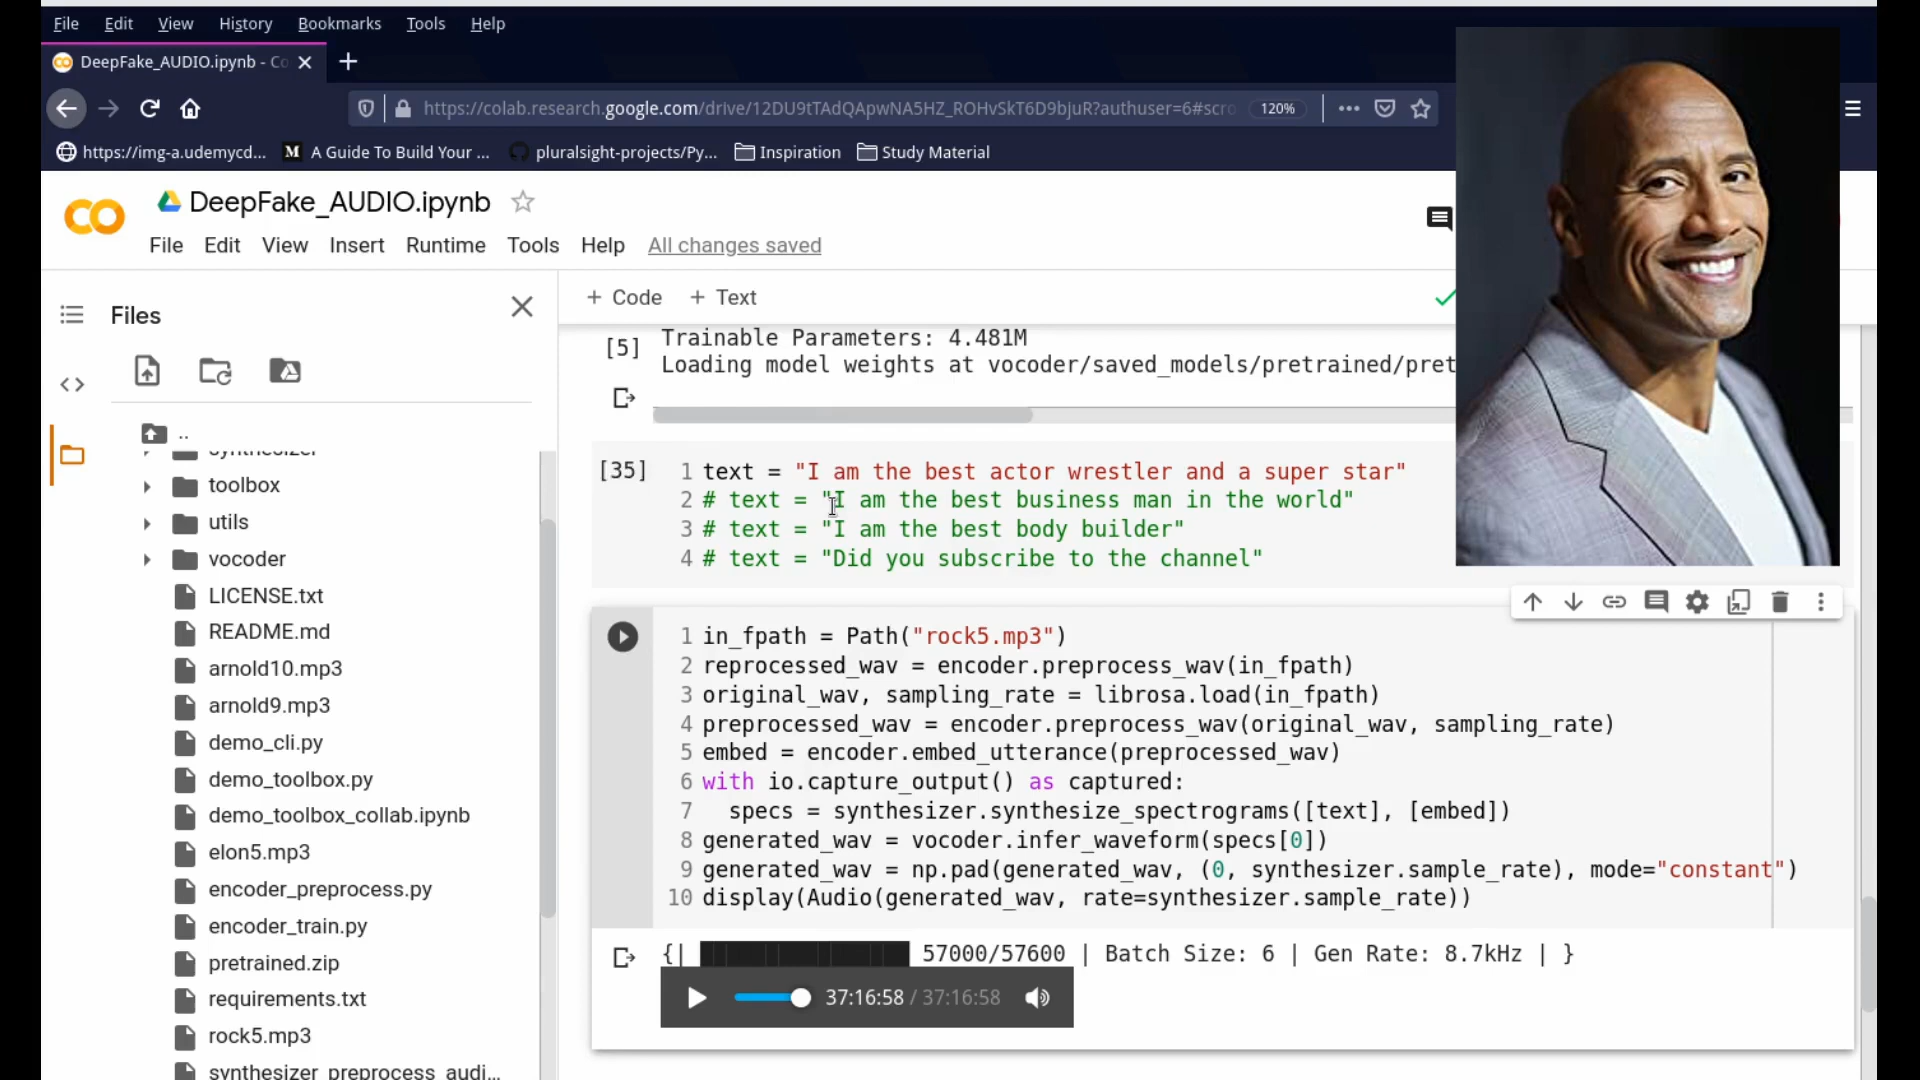 File Edit View History Bookmarks Tools Help
DeepFake_AUDIO.ipynb - Co
https://colab.research.google.com/drive/12DU9tTAdQApwNA5HZ_ROHvSkT6D9bjuR?authuser=6#scro 120%
https://img-a.udemycd... M A Guide To Build Your ... pluralsight-projects/Py... Inspiration Study Material
DeepFake_AUDIO.ipynb
File Edit View Insert Runtime Tools Help All changes saved
Files
+ Code + Text
..
synthesizer
toolbox
utils
vocoder
LICENSE.txt
README.md
arnold10.mp3
arnold9.mp3
demo_cli.py
demo_toolbox.py
demo_toolbox_collab.ipynb
elon5.mp3
encoder_preprocess.py
encoder_train.py
pretrained.zip
requirements.txt
rock5.mp3
synthesizer_preprocess_audi...
[5] Trainable Parameters: 4.481M
Loading model weights at vocoder/saved_models/pretrained/pret
[35] 1 text = "I am the best actor wrestler and a super star"
2 # text = "I am the best business man in the world"
3 # text = "I am the best body builder"
4 # text = "Did you subscribe to the channel"
1 in_fpath = Path("rock5.mp3")
2 reprocessed_wav = encoder.preprocess_wav(in_fpath)
3 original_wav, sampling_rate = librosa.load(in_fpath)
4 preprocessed_wav = encoder.preprocess_wav(original_wav, sampling_rate)
5 embed = encoder.embed_utterance(preprocessed_wav)
6 with io.capture_output() as captured:
7 specs = synthesizer.synthesize_spectrograms([text], [embed])
8 generated_wav = vocoder.infer_waveform(specs[0])
9 generated_wav = np.pad(generated_wav, (0, synthesizer.sample_rate), mode="constant")
10 display(Audio(generated_wav, rate=synthesizer.sample_rate))
{| ████████████████ 57000/57600 | Batch Size: 6 | Gen Rate: 8.7kHz | }
37:16:58 / 37:16:58